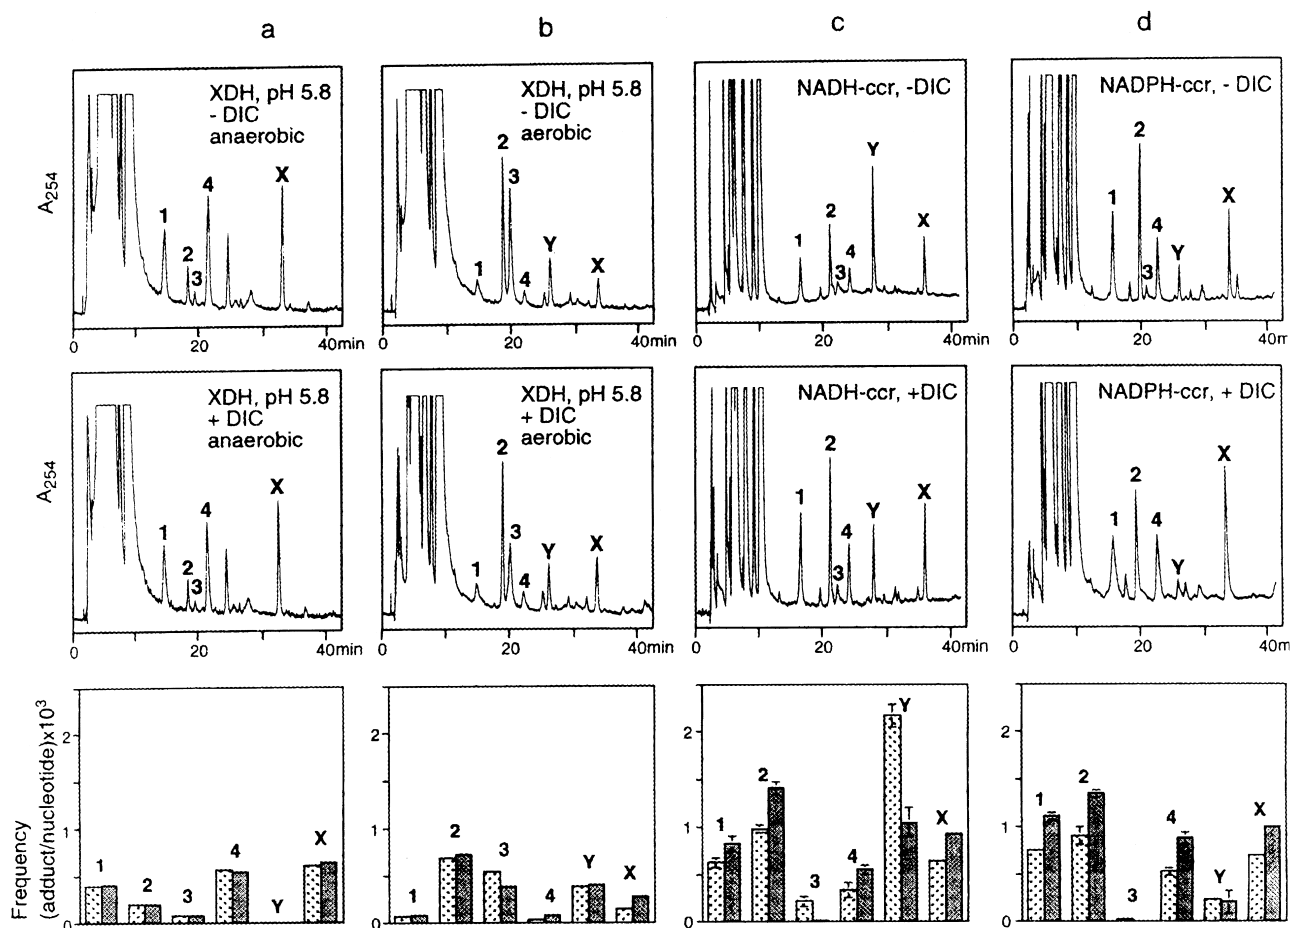 a b c d
XDH, pH 5.8
- DIC
anaerobic
A254
1 2 3 4 X
0 20 40min
XDH, pH 5.8
- DIC
aerobic
1 2 3 4 Y X
0 20 40min
NADH-ccr, -DIC
1 2 3 4 Y X
0 20 40min
NADPH-ccr, - DIC
1 2 3 4 Y X
0 20 40m
XDH, pH 5.8
+ DIC
anaerobic
A254
1 2 3 4 X
0 20 40min
XDH, pH 5.8
+ DIC
aerobic
1 2 3 4 Y X
0 20 40min
NADH-ccr, +DIC
1 2 3 4 Y X
0 20 40min
NADPH-ccr, + DIC
1 2 4 Y X
0 20 40m
Frequency
(adduct/nucleotide)x103
2
1
0
1 2 3 4 Y X
2
1
0
1 2 3 4 Y X
2
1
0
1 2 3 4 Y X
2
1
0
1 2 3 4 Y X